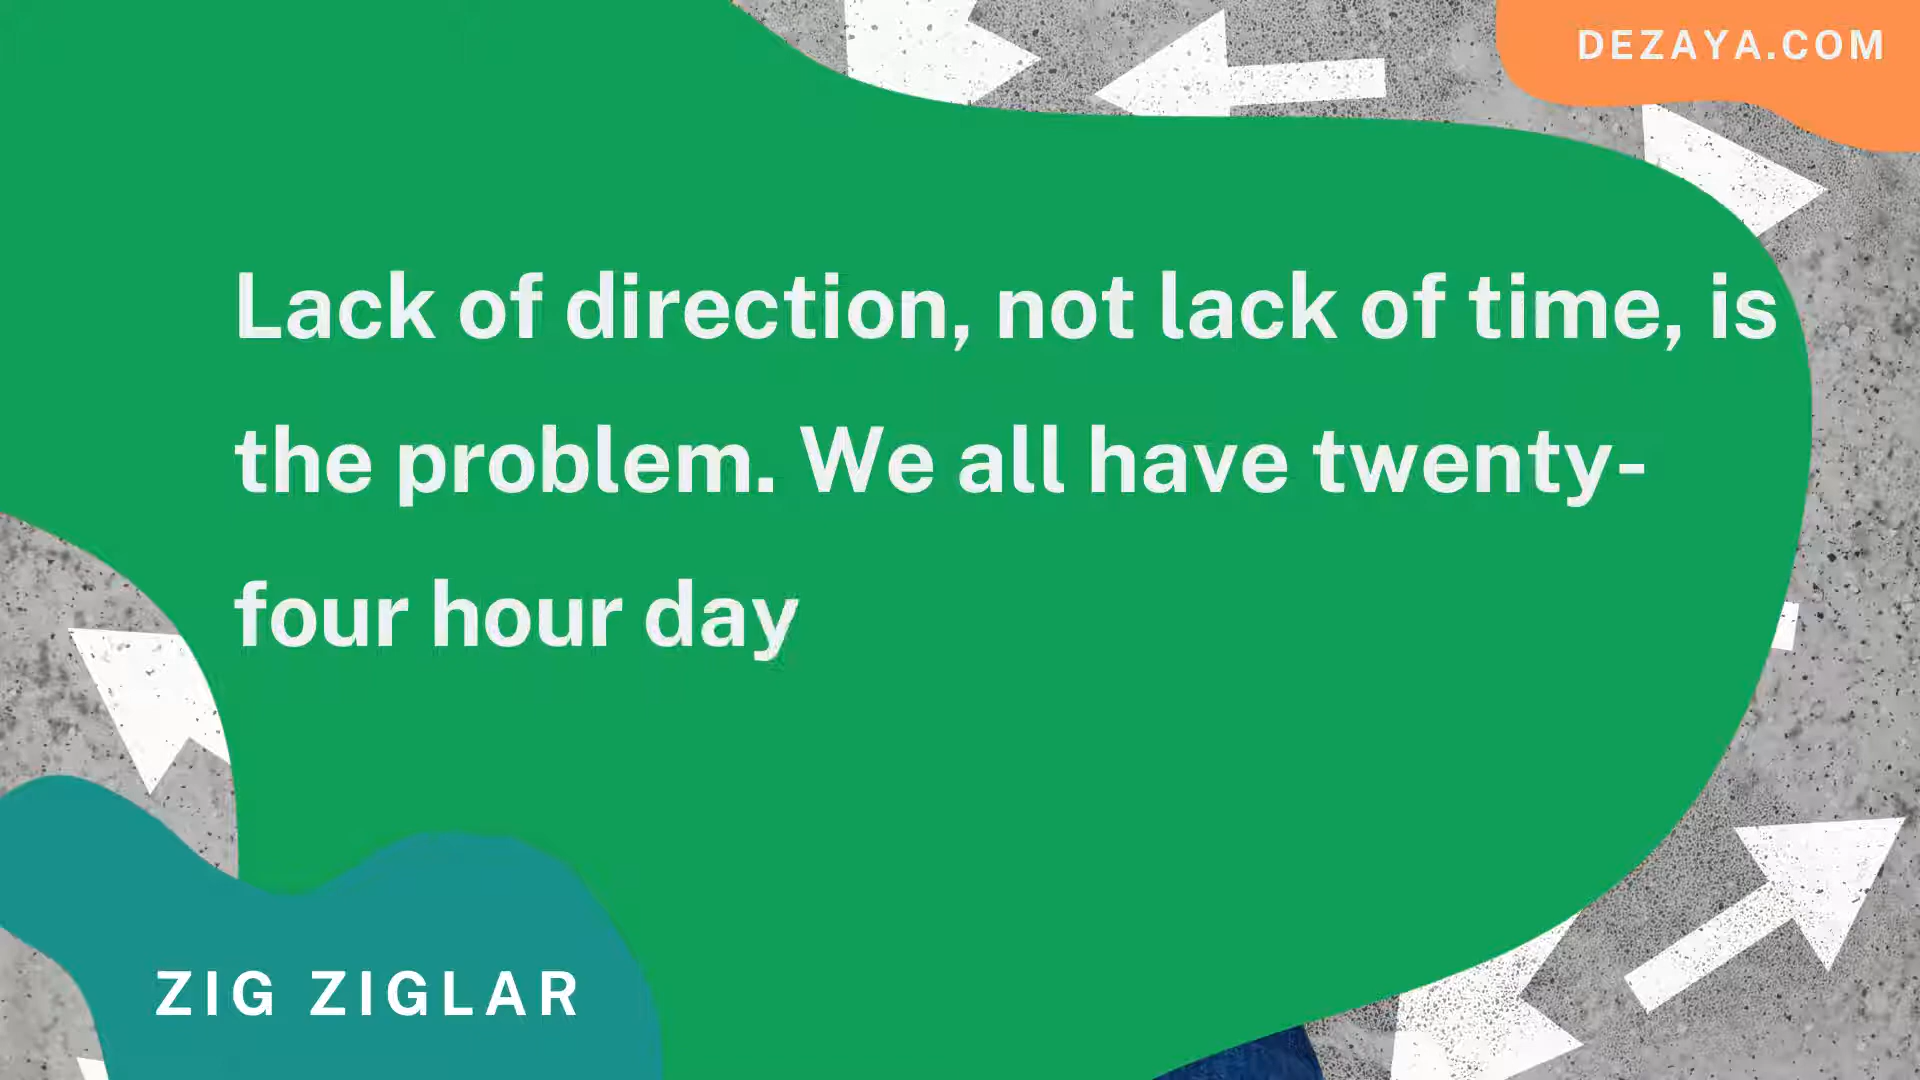 DEZAYA.COM
Lack of direction, not lack of time, is
the problem. We all have twenty-
four hour day
ZIG ZIGLAR